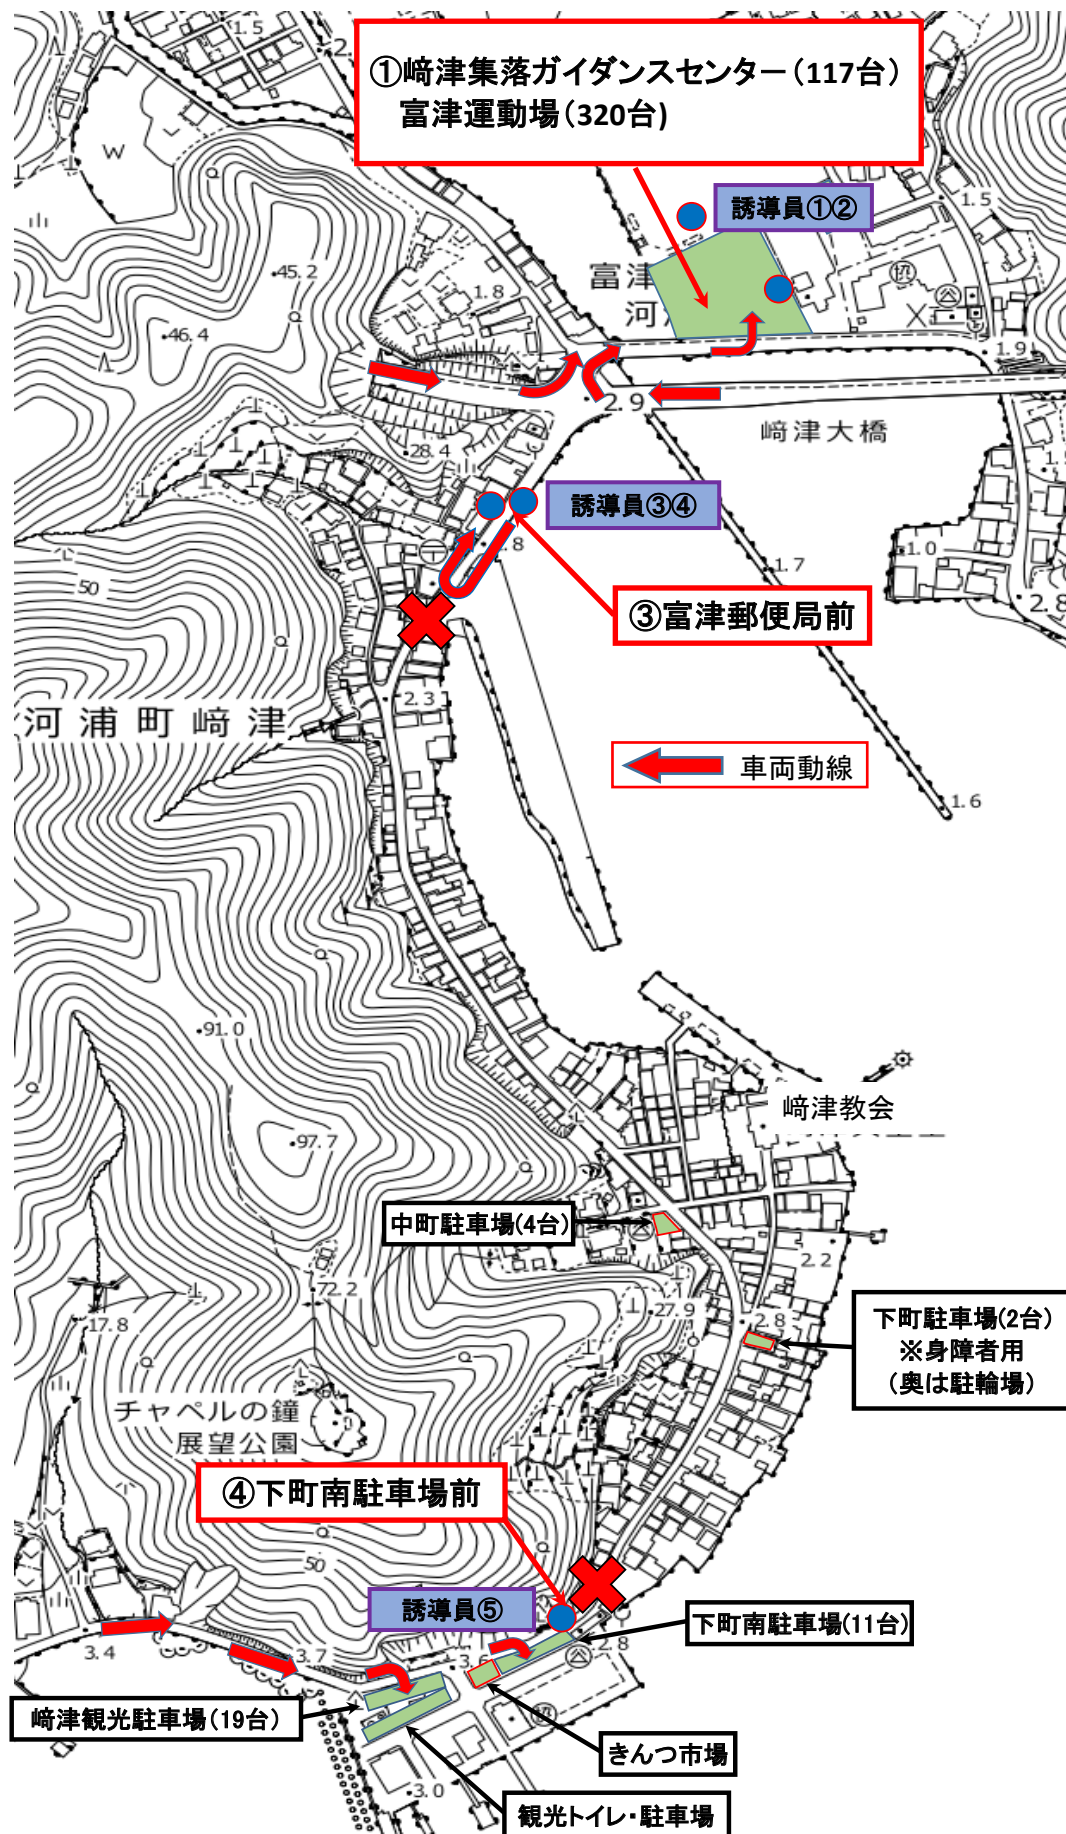 1.5
2.
①﨑津集落ガイダンスセンター（117台）
富津運動場（320台）
W
誘導員①②
1.5
45.2
46.4
1.8
富
河
1.9
2.9
﨑津大橋
28.4
誘導員③④
.8
1.0
1.7
50
2.8
③富津郵便局前
2.3
河浦町﨑津
車両動線
1.6
91.0
﨑津教会
97.7
中町駐車場(4台)
2.2
72.2
27.9
2.8
17.8
下町駐車場(2台)
※身障者用
（奥は駐輪場）
チャペルの鐘
展望公園
④下町南駐車場前
50
誘導員⑤
下町南駐車場(11台)
2.8
3.4
3.7
3.6
﨑津観光駐車場（19台）
きんつ市場
3.0
観光トイレ・駐車場